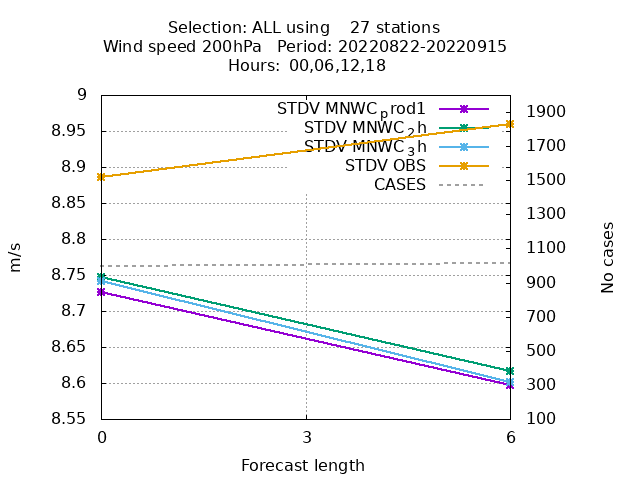 Selection: ALL using    27 stations
Wind speed 200hPa   Period: 20220822-20220915
Hours: 00,06,12,18
STDV MNWC_prod1
STDV MNWC_2h
STDV MNWC_3h
STDV OBS
CASES
9
8.95
8.9
8.85
8.8
8.75
8.7
8.65
8.6
8.55
1900
1700
1500
1300
1100
900
700
500
300
100
m/s
No cases
0 3 6
Forecast length